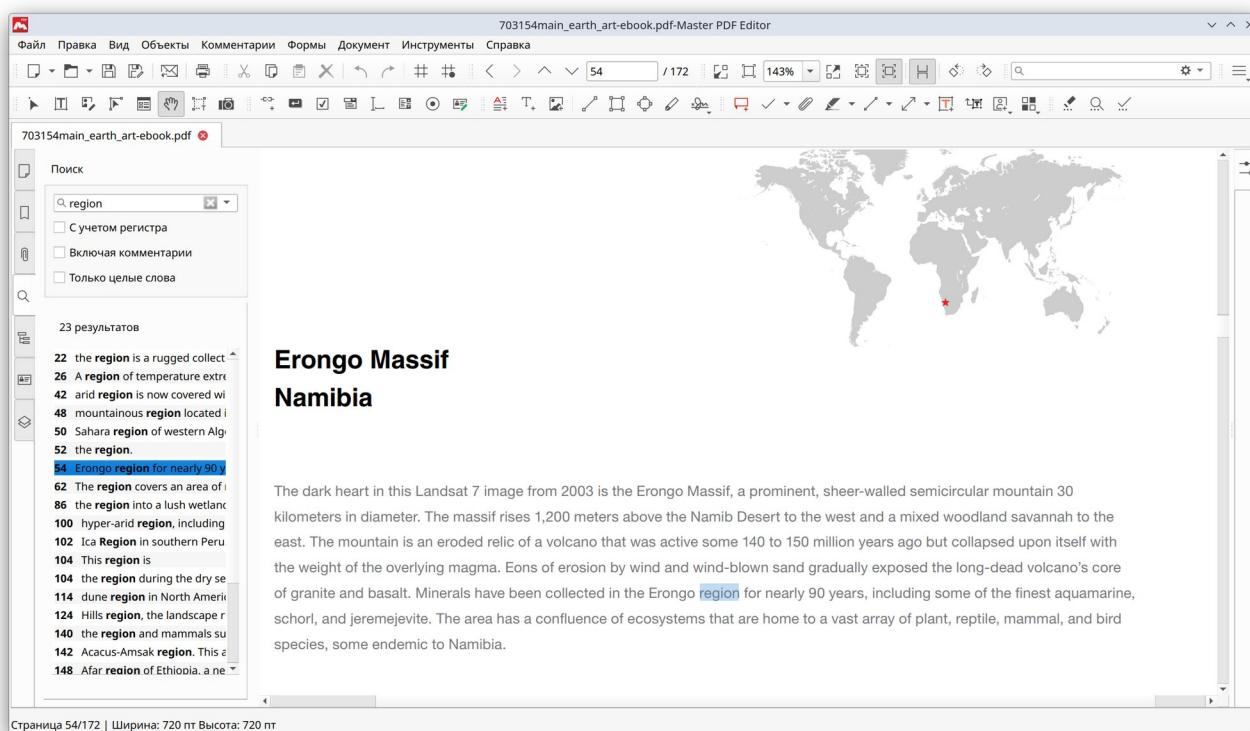 703154main_earth_art-ebook.pdf-Master PDF Editor
Файл Правка Вид Объекты Комментарии Формы Документ Инструменты Справка
54 / 172 143%
703154main_earth_art-ebook.pdf
Поиск
region
С учетом регистра
Включая комментарии
Только целые слова
23 результатов
22 the region is a rugged collect
26 A region of temperature extre
42 arid region is now covered wi
48 mountainous region located i
50 Sahara region of western Alg
52 the region.
54 Erongo region for nearly 90 y
62 The region covers an area of
86 the region into a lush wetland
100 hyper-arid region, including
102 Ica Region in southern Peru
104 This region is
104 the region during the dry se
114 dune region in North Ameri
124 Hills region, the landscape r
140 the region and mammals su
142 Acacus-Amsak region. This a
148 Afar region of Ethiopia, a ne
Erongo Massif
Namibia
The dark heart in this Landsat 7 image from 2003 is the Erongo Massif, a prominent, sheer-walled semicircular mountain 30
kilometers in diameter. The massif rises 1,200 meters above the Namib Desert to the west and a mixed woodland savannah to the
east. The mountain is an eroded relic of a volcano that was active some 140 to 150 million years ago but collapsed upon itself with
the weight of the overlying magma. Eons of erosion by wind and wind-blown sand gradually exposed the long-dead volcano’s core
of granite and basalt. Minerals have been collected in the Erongo region for nearly 90 years, including some of the finest aquamarine,
schorl, and jeremejevite. The area has a confluence of ecosystems that are home to a vast array of plant, reptile, mammal, and bird
species, some endemic to Namibia.
Страница 54/172 | Ширина: 720 пт Высота: 720 пт